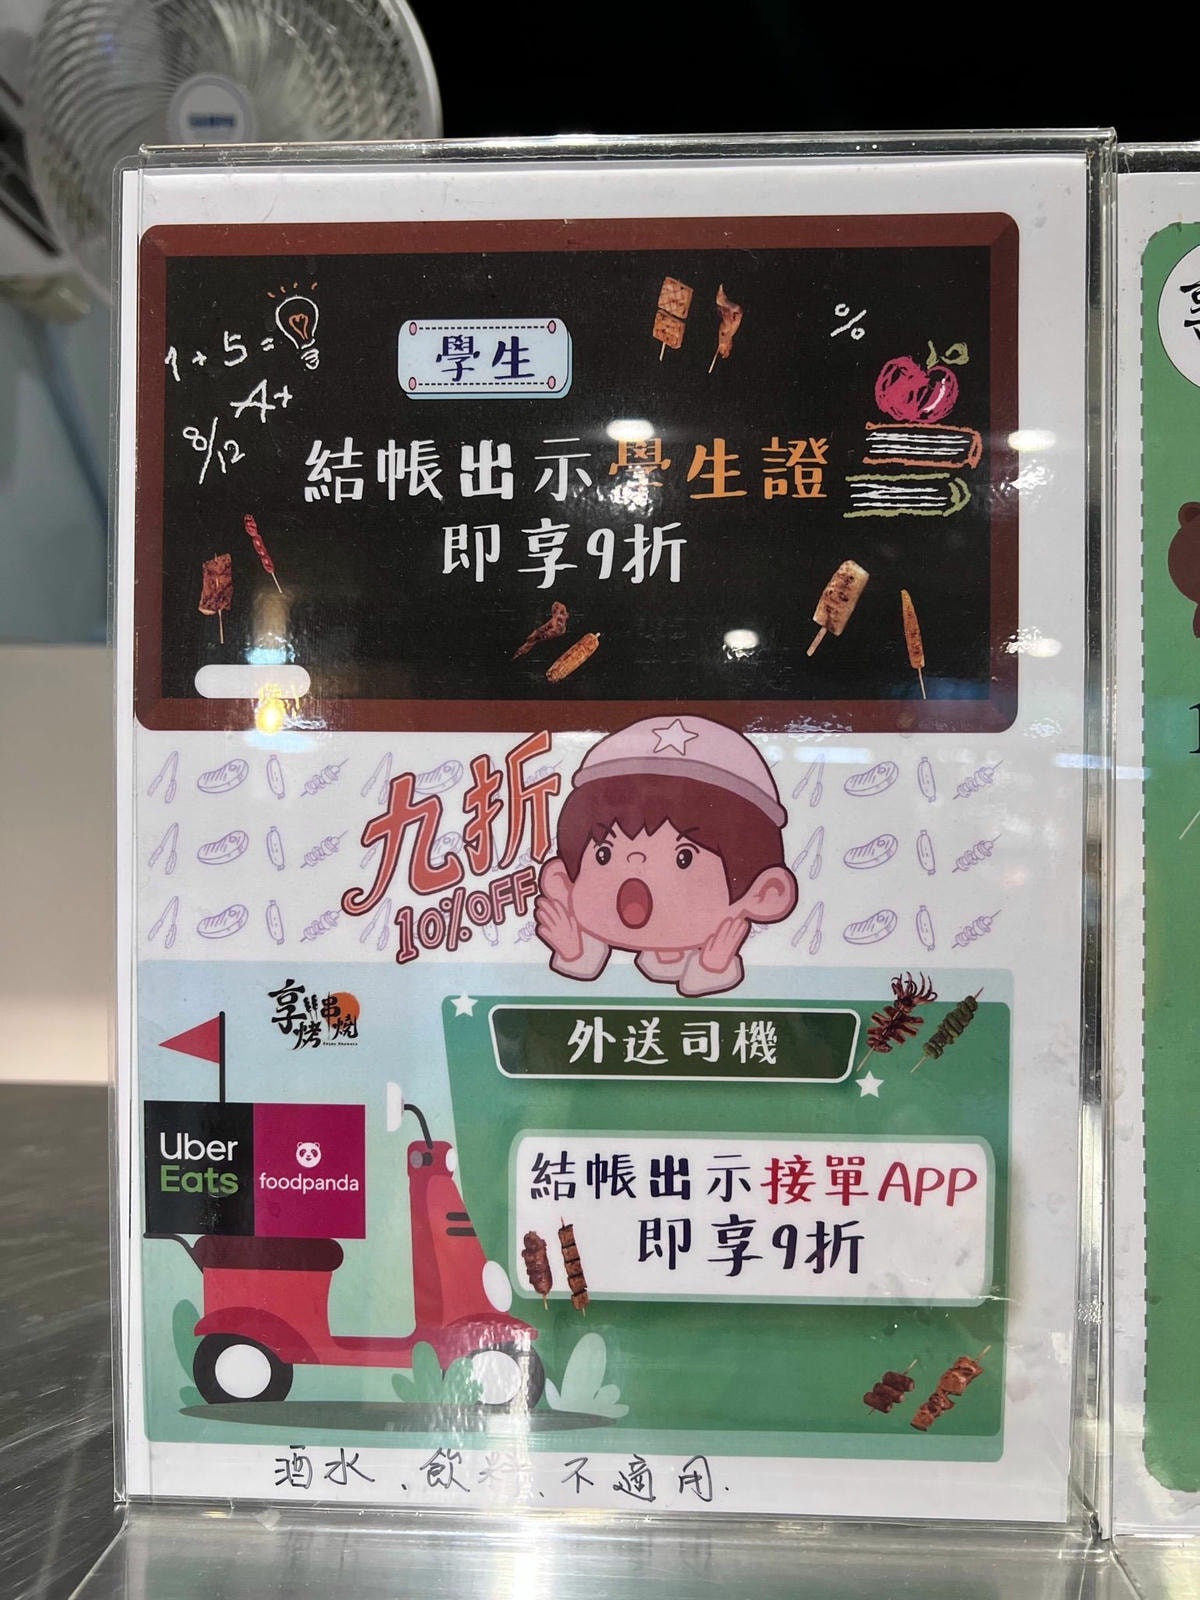 1+5=
A+
8/12
%
學生
結帳出示學生證
即享9折
九折
10%OFF
享烤串燒
外送司機
Uber
Eats
foodpanda
結帳出示接單APP
即享9折
酒水、飲料、不適用.